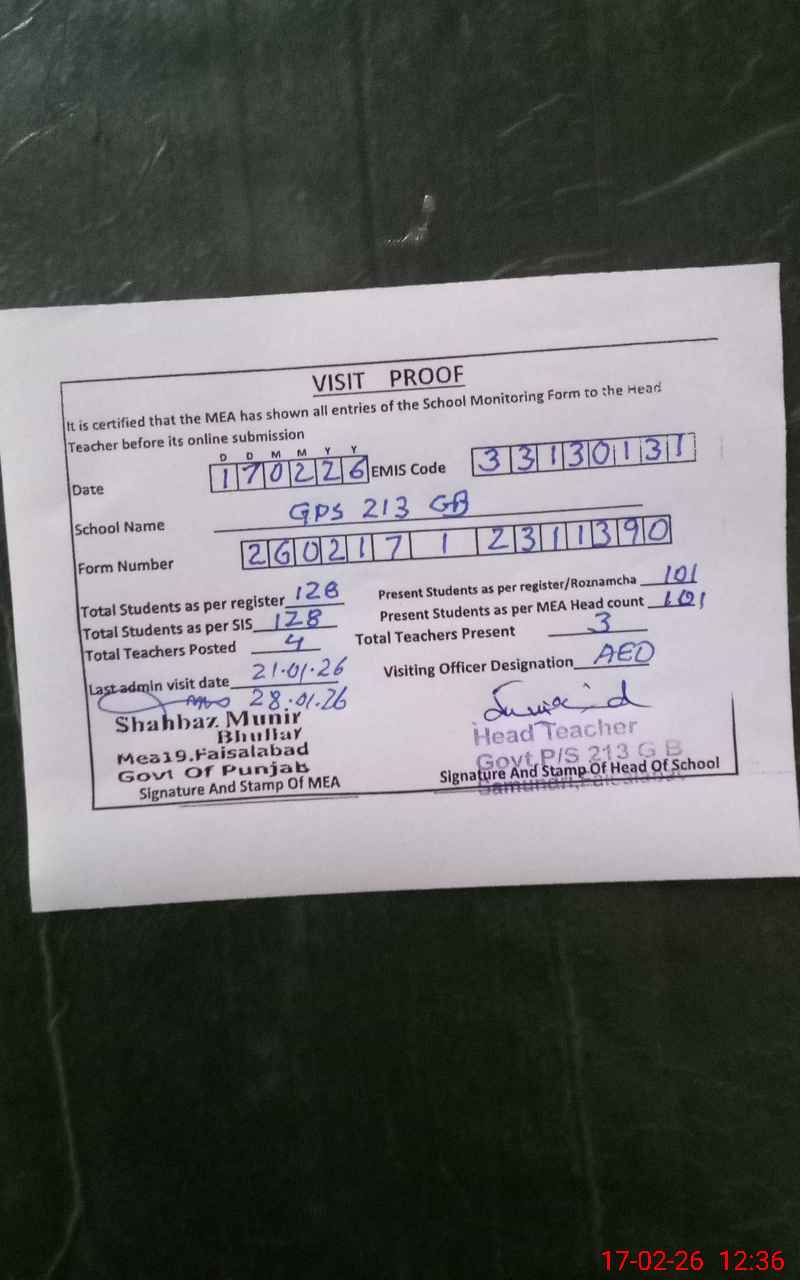 VISIT PROOF
It is certified that the MEA has shown all entries of the School Monitoring Form to the Head
Teacher before its online submission
D D M M Y Y
Date 170226 EMIS Code 33130131
School Name GPS 213 GB
Form Number 260217 1 2311390
Total Students as per register 128 Present Students as per register/Roznamcha 101
Total Students as per SIS 128 Present Students as per MEA Head count 101
Total Teachers Posted 4 Total Teachers Present 3
Last admin visit date 21.01.26 Visiting Officer Designation AEO
28.01.26
Shahbaz Munir
Bhullar
Mea19.Faisalabad
Govt Of Punjab
Signature And Stamp Of MEA
Head Teacher
Govt P/S 213 G B
Signature And Stamp Of Head Of School
17-02-26 12:36